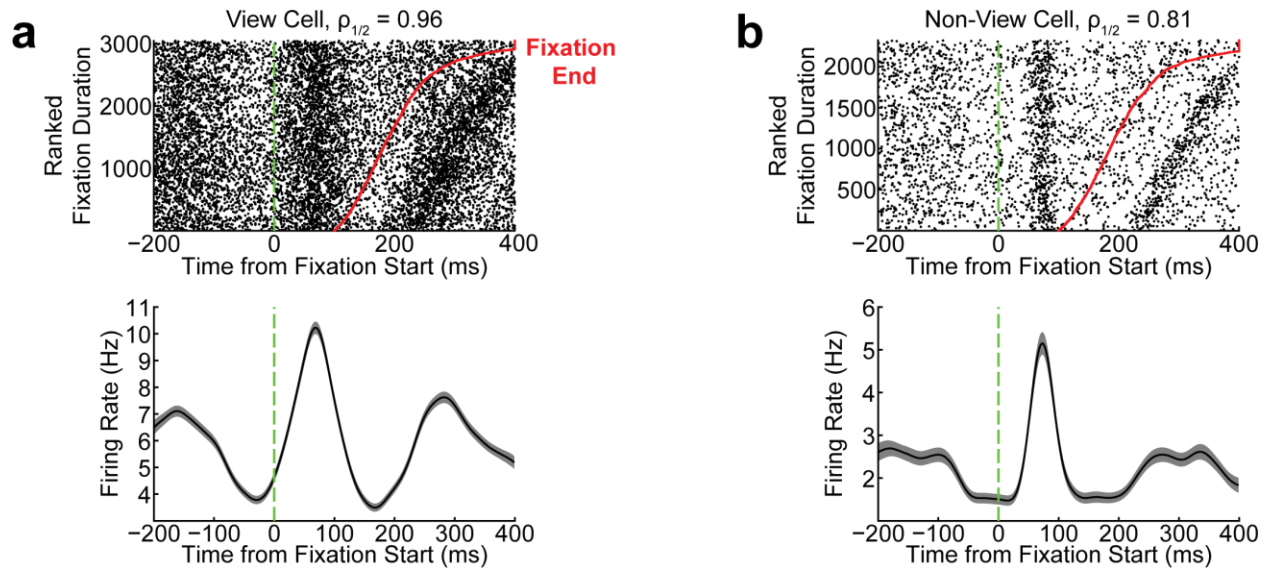 a
View Cell, ρ1/2 = 0.96
Ranked
Fixation Duration
3000
2000
1000
Fixation
End
−200 0 200 400
Time from Fixation Start (ms)
Firing Rate (Hz)
11
10
9
8
7
6
5
4
−200 −100 0 100 200 300 400
Time from Fixation Start (ms)
b
Non-View Cell, ρ1/2 = 0.81
Ranked
Fixation Duration
2000
1500
1000
500
Fixation
End
−200 0 200 400
Time from Fixation Start (ms)
Firing Rate (Hz)
6
5
4
3
2
−200 −100 0 100 200 300 400
Time from Fixation Start (ms)